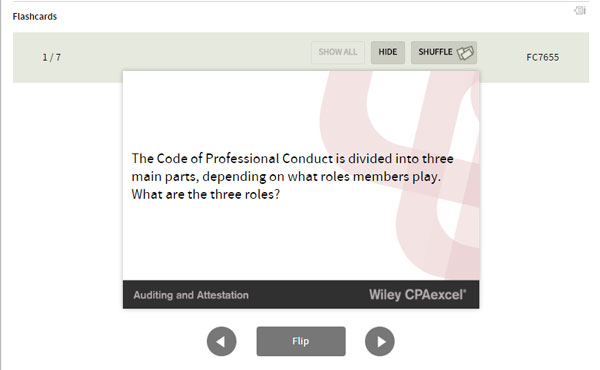 Flashcards
1 / 7
SHOW ALL
HIDE
SHUFFLE
FC7655
The Code of Professional Conduct is divided into three
main parts, depending on what roles members play.
What are the three roles?
Auditing and Attestation
Wiley CPAexcel®
Flip